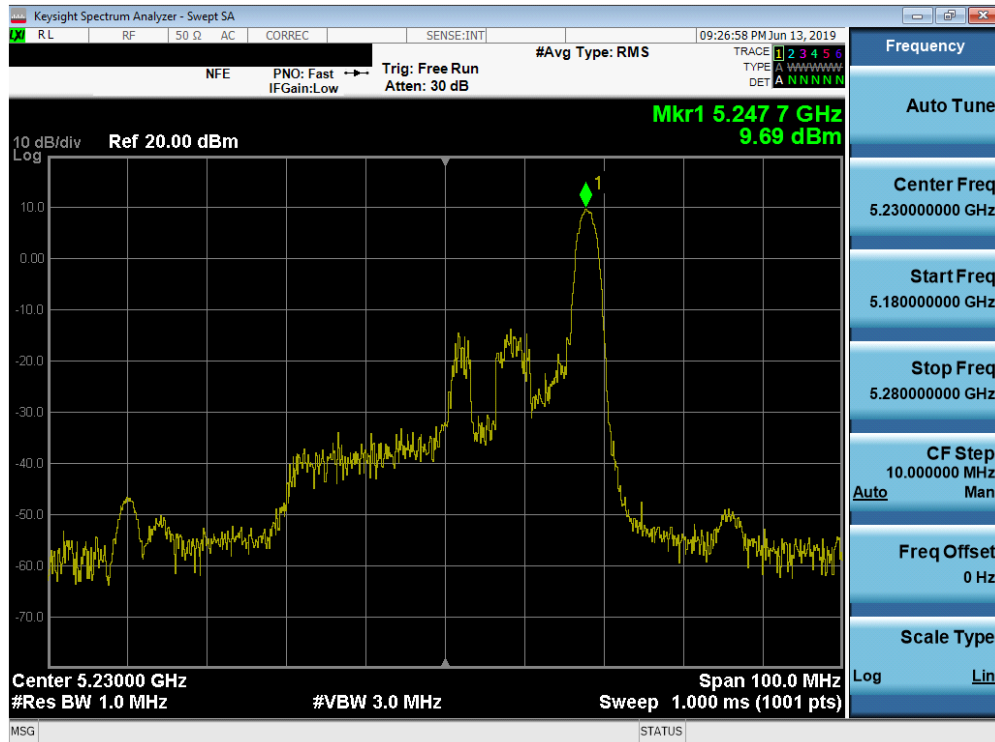 Keysight Spectrum Analyzer - Swept SA
LXI RL RF 50 Ω AC CORREC SENSE:INT 09:26:58 PM Jun 13, 2019
#Avg Type: RMS
TRACE 1 2 3 4 5 6
TYPE A WWWWW
DET A N N N N N
NFE
PNO: Fast
IFGain:Low
Trig: Free Run
Atten: 30 dB
Mkr1 5.247 7 GHz
9.69 dBm
10 dB/div
Log
Ref 20.00 dBm
1
10.0
0.00
-10.0
-20.0
-30.0
-40.0
-50.0
-60.0
-70.0
Center 5.23000 GHz
Span 100.0 MHz
#Res BW 1.0 MHz
#VBW 3.0 MHz
Sweep 1.000 ms (1001 pts)
MSG
STATUS
Frequency
Auto Tune
Center Freq
5.230000000 GHz
Start Freq
5.180000000 GHz
Stop Freq
5.280000000 GHz
CF Step
10.000000 MHz
Auto Man
Freq Offset
0 Hz
Scale Type
Log Lin